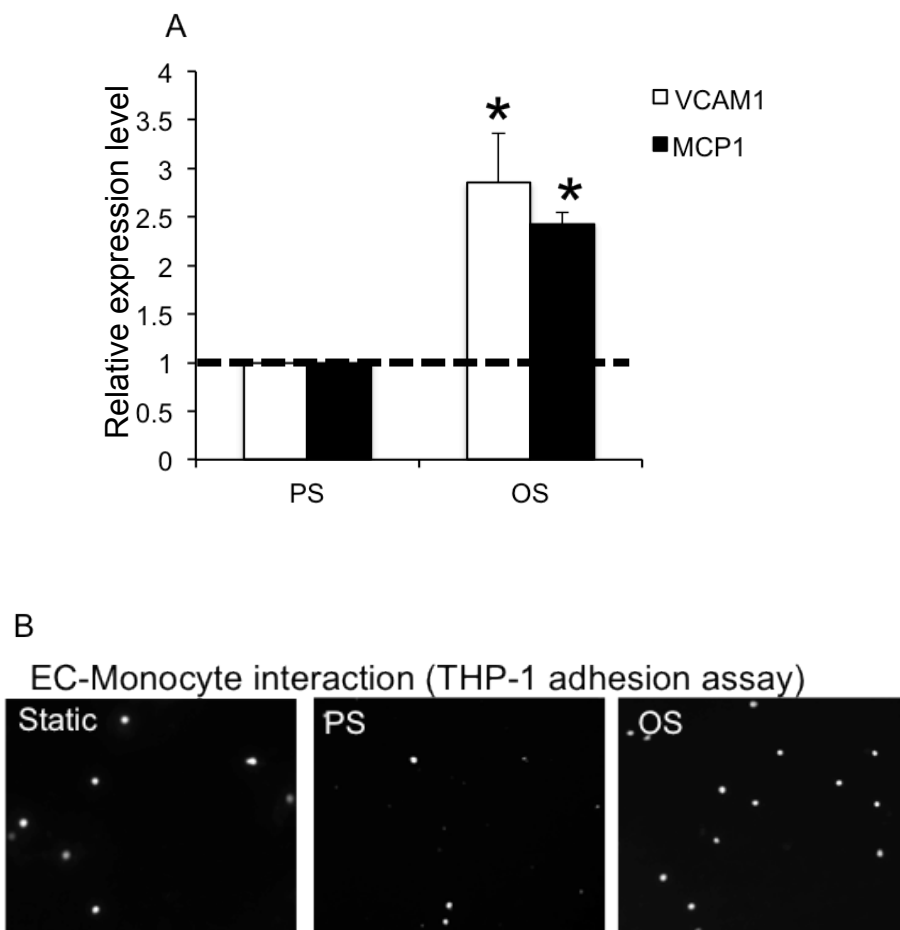 A
Relative expression level
4
3.5
3
2.5
2
1.5
1
0.5
0
*
*
PS
OS
VCAM1
MCP1
B
EC-Monocyte interaction (THP-1 adhesion assay)
Static
PS
OS